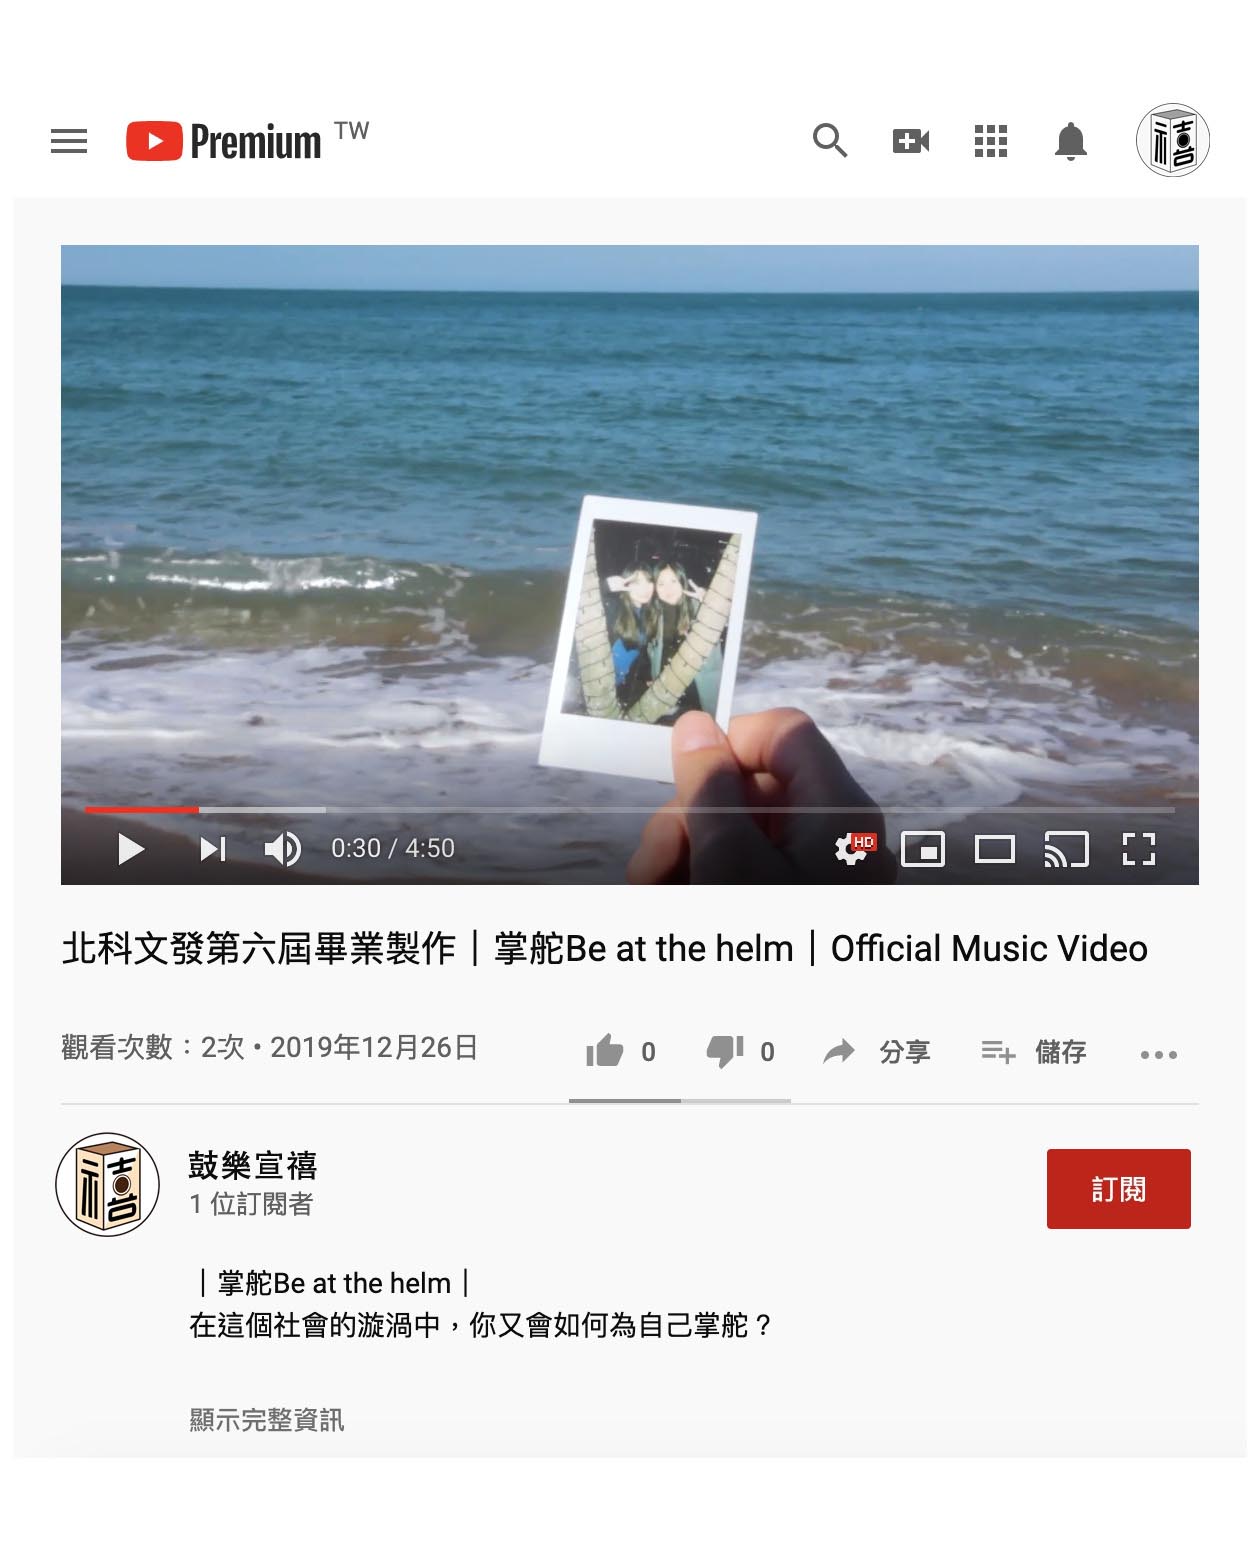 Premium TW
禧
0:30 / 4:50
HD
北科文發第六屆畢業製作｜掌舵Be at the helm｜Official Music Video
觀看次數：2次 • 2019年12月26日
0
0
分享
儲存
禧
鼓樂宣禧
1 位訂閱者
訂閱
｜掌舵Be at the helm｜
在這個社會的漩渦中，你又會如何為自己掌舵？
顯示完整資訊